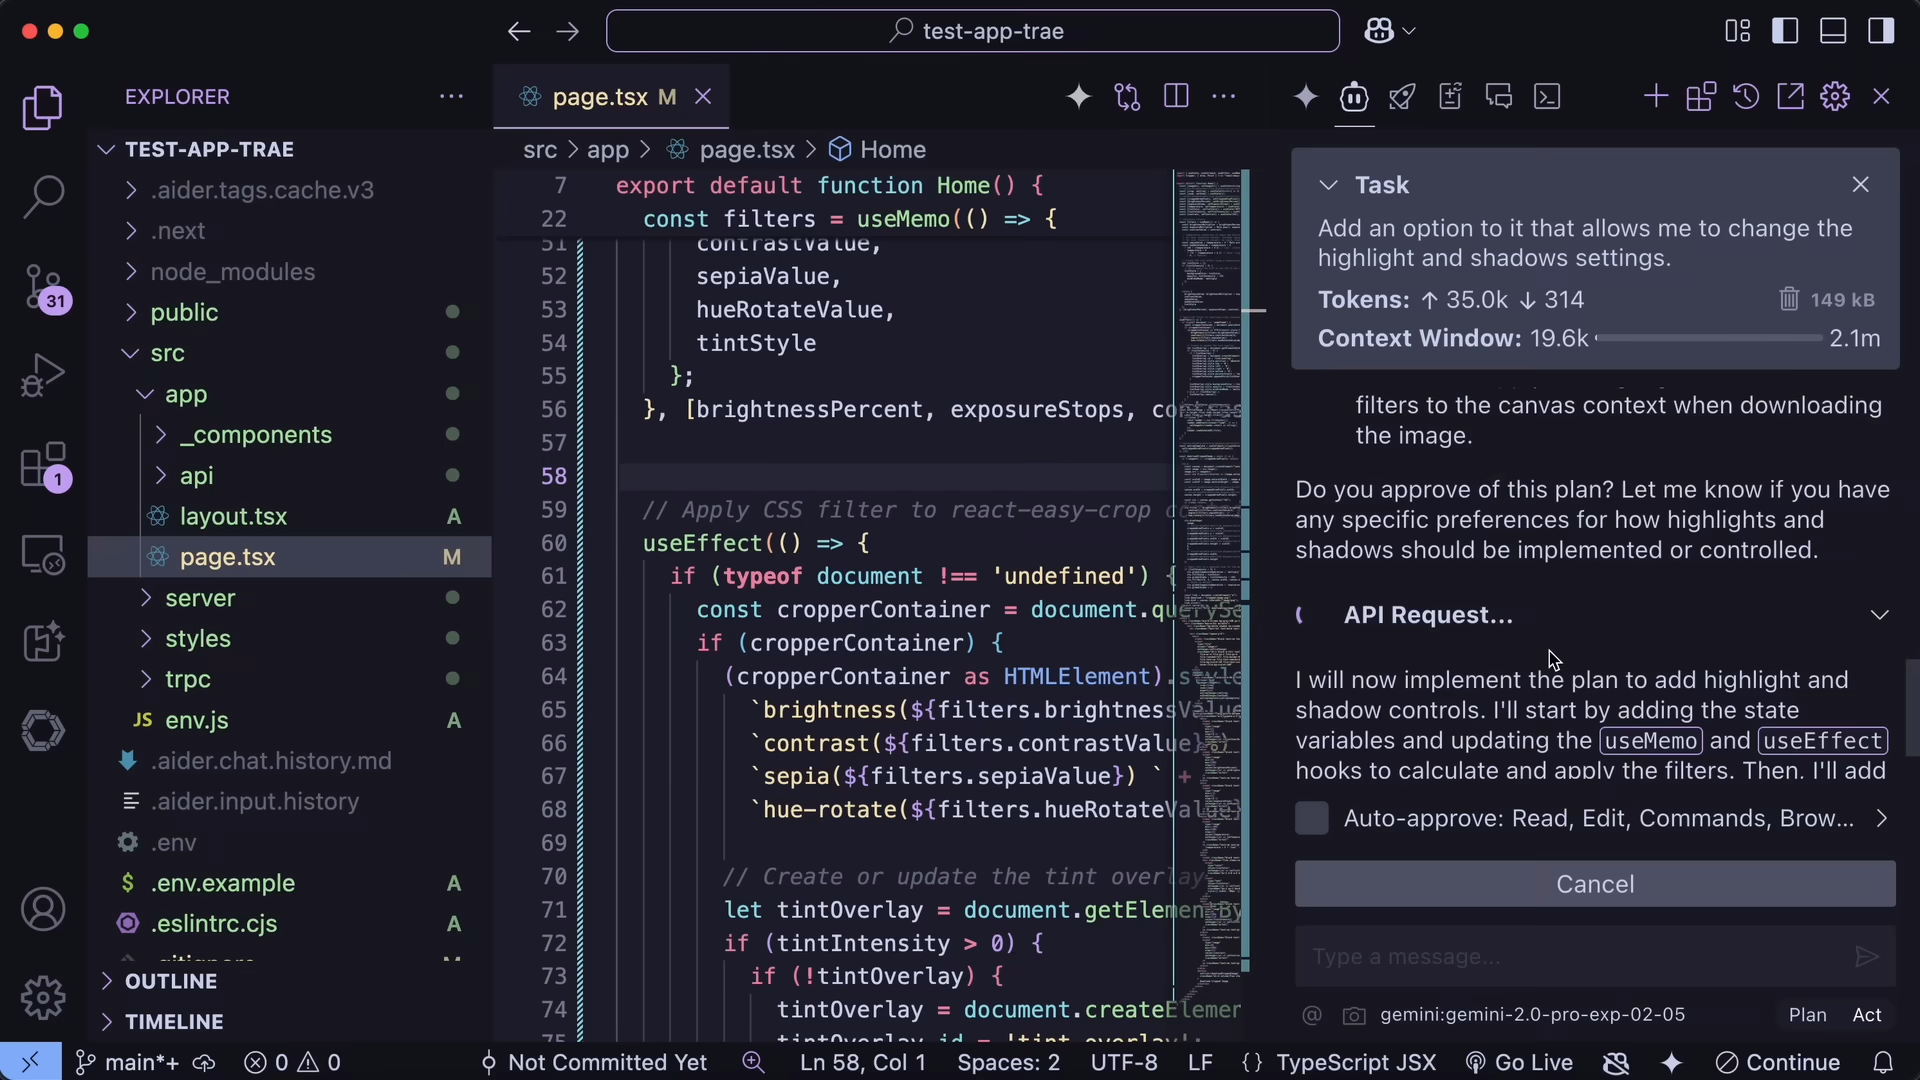 test-app-trae
EXPLORER
TEST-APP-TRAE
.aider.tags.cache.v3
.next
node_modules
public
src
app
_components
api
layout.tsx A
page.tsx M
server
styles
trpc
JS env.js A
.aider.chat.history.md
.aider.input.history
.env
$ .env.example A
.eslintrc.cjs A
OUTLINE
TIMELINE
31
1
page.tsx M
src > app > page.tsx > Home
7 export default function Home() {
22 const filters = useMemo(() => {
51 contrastValue,
52 sepiaValue,
53 hueRotateValue,
54 tintStyle
55 };
56 }, [brightnessPercent, exposureStops,
57
58
59 // Apply CSS filter to react-easy-crop
60 useEffect(() => {
61 if (typeof document !== 'undefined') {
62 const cropperContainer = document.
63 if (cropperContainer) {
64 (cropperContainer as HTMLElement).style
65 `brightness(${filters.brightnessValue
66 `contrast(${filters.contrastValue}%)
67 `sepia(${filters.sepiaValue}) ` +
68 `hue-rotate(${filters.hueRotateValue}
69
70 // Create or update the tint overlay
71 let tintOverlay = document.getElementBy
72 if (tintIntensity > 0) {
73 if (!tintOverlay) {
74 tintOverlay = document.createElemen
Task
Add an option to it that allows me to change the
highlight and shadows settings.
Tokens: ↑ 35.0k ↓ 314 149 kB
Context Window: 19.6k 2.1m
filters to the canvas context when downloading
the image.
Do you approve of this plan? Let me know if you have
any specific preferences for how highlights and
shadows should be implemented or controlled.
API Request...
I will now implement the plan to add highlight and
shadow controls. I'll start by adding the state
variables and updating the useMemo and useEffect
hooks to calculate and apply the filters. Then, I'll add
Auto-approve: Read, Edit, Commands, Brow...
Cancel
Type a message...
@ gemini:gemini-2.0-pro-exp-02-05 Plan Act
main*+ 0 0 Not Committed Yet Ln 58, Col 1 Spaces: 2 UTF-8 LF {} TypeScript JSX Go Live Continue